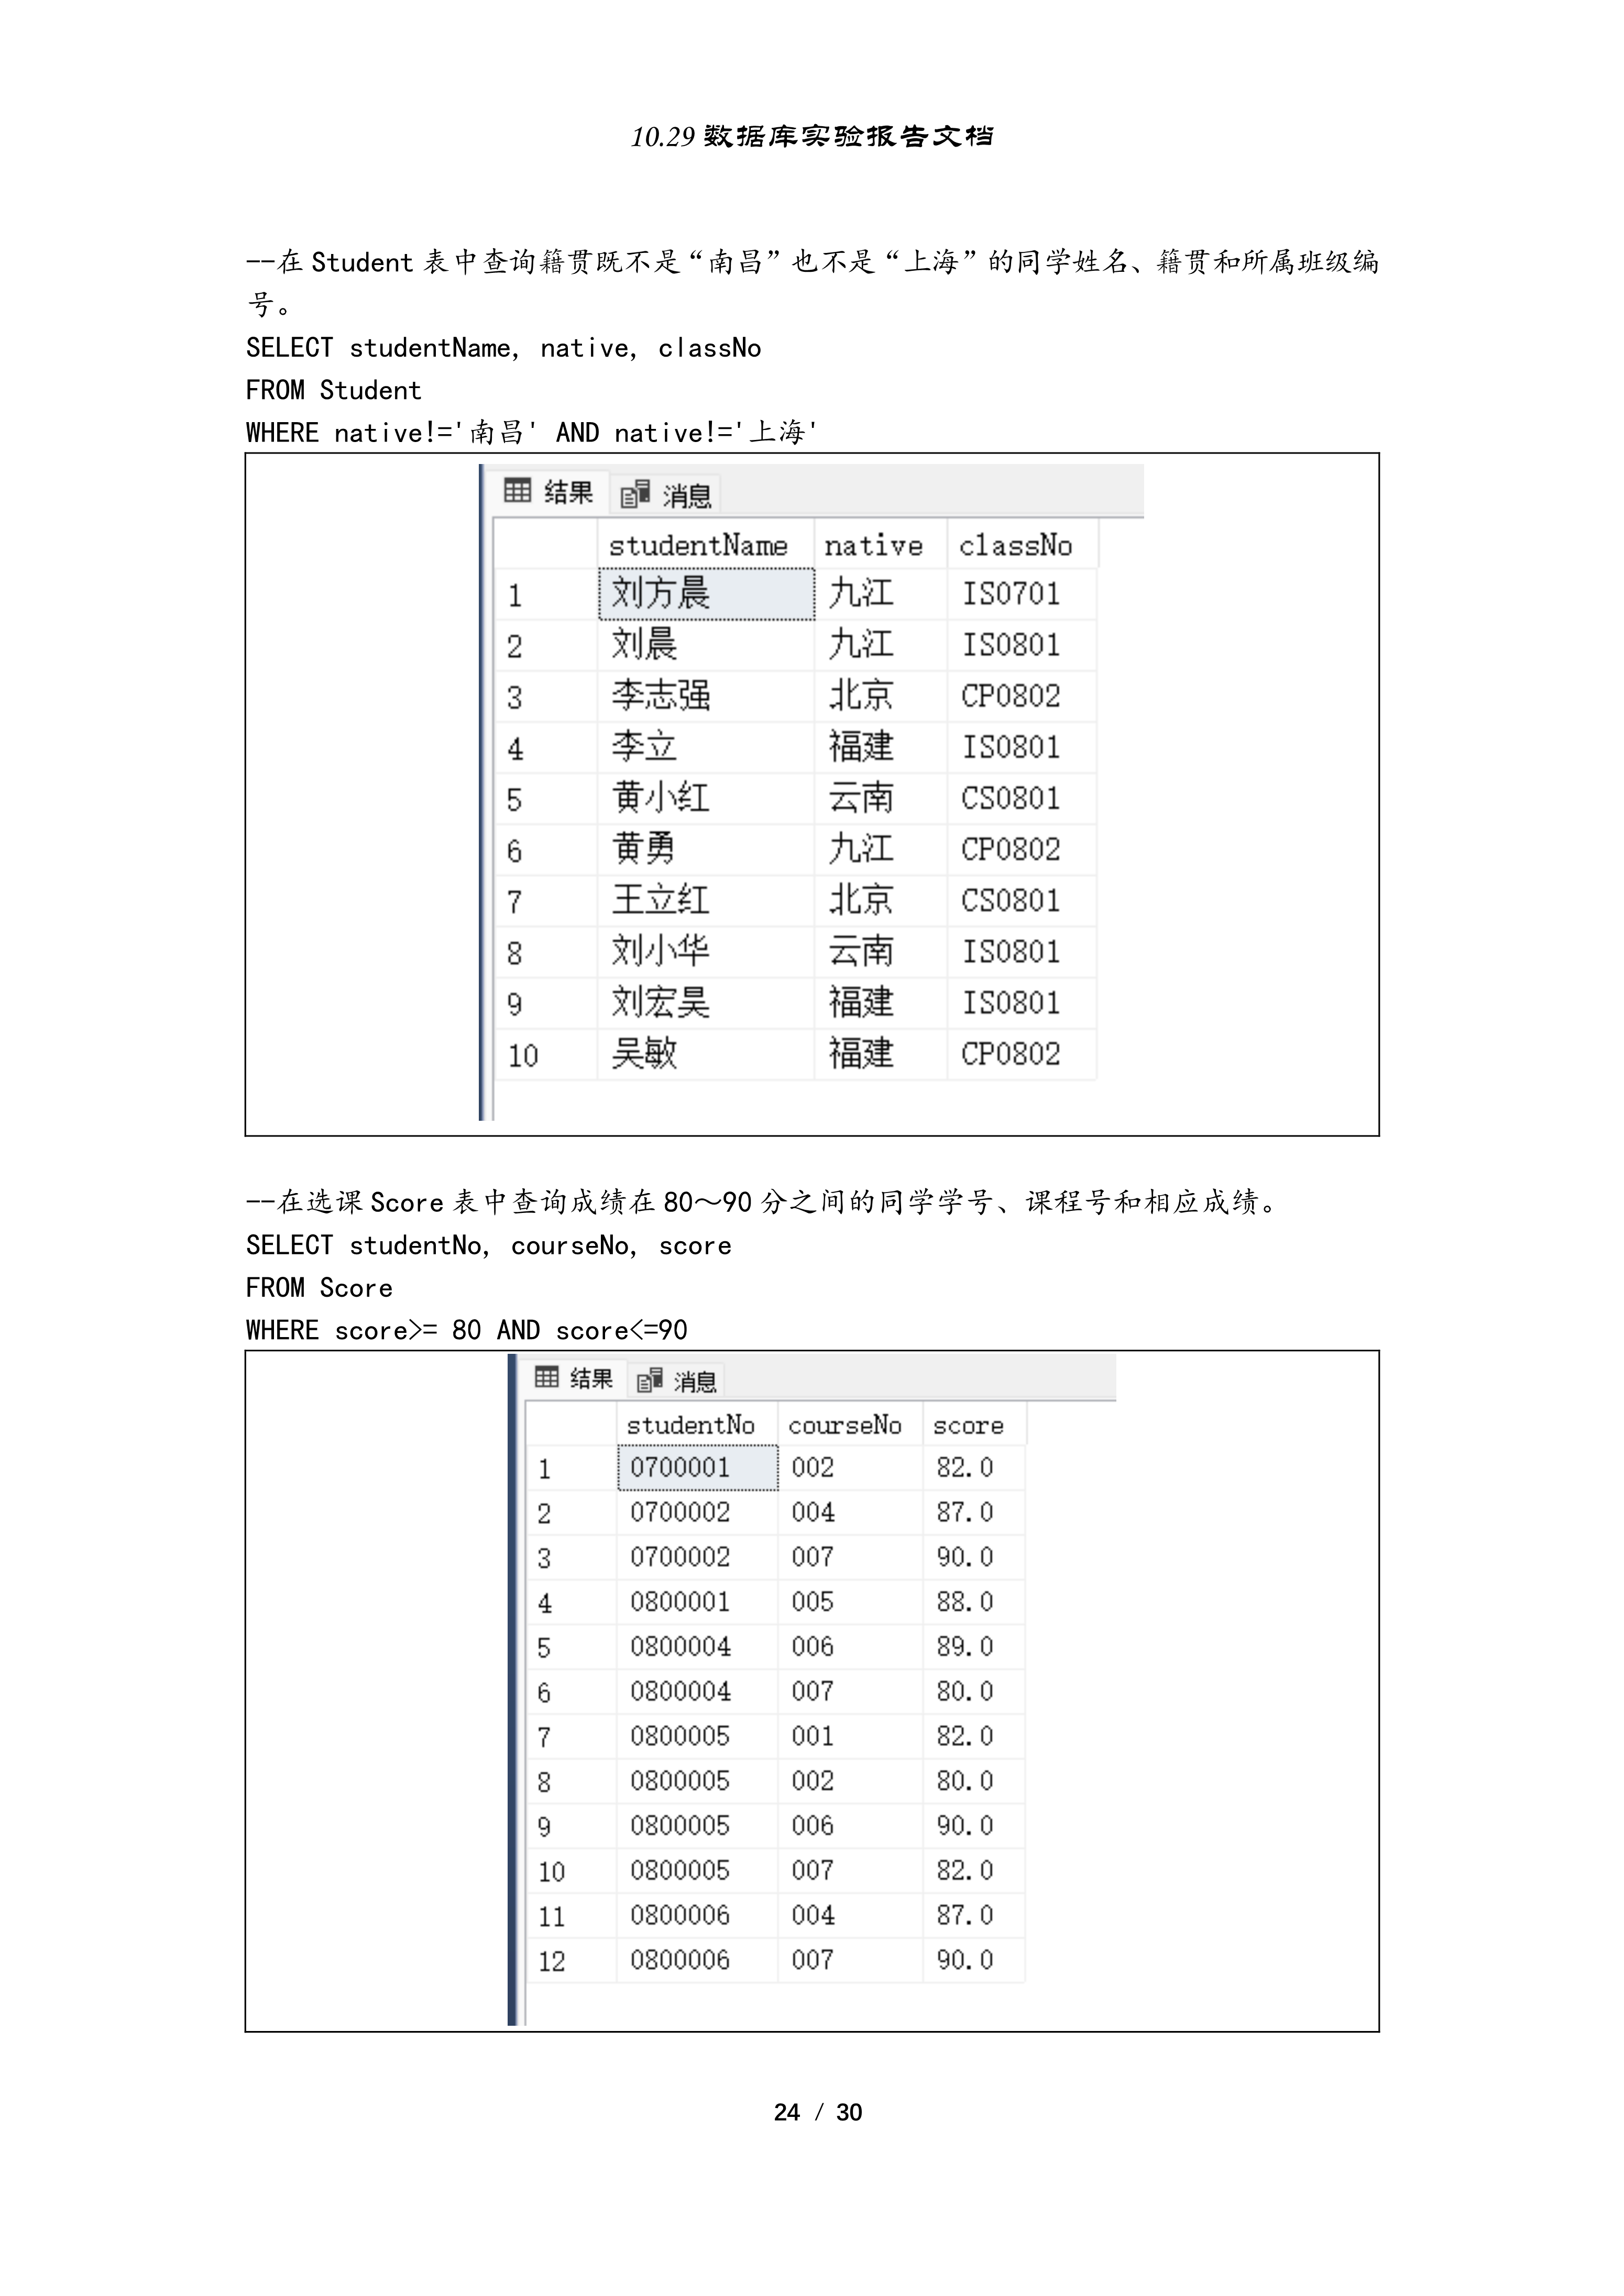 10.29 数据库实验报告文档
--在 Student 表中查询籍贯既不是“南昌”也不是“上海”的同学姓名、籍贯和所属班级编
号。
SELECT studentName, native, classNo
FROM Student
WHERE native!='南昌' AND native!='上海'
结果 消息
studentName native classNo
1 刘方晨 九江 IS0701
2 刘晨 九江 IS0801
3 李志强 北京 CP0802
4 李立 福建 IS0801
5 黄小红 云南 CS0801
6 黄勇 九江 CP0802
7 王立红 北京 CS0801
8 刘小华 云南 IS0801
9 刘宏昊 福建 IS0801
10 吴敏 福建 CP0802
--在选课 Score 表中查询成绩在 80～90 分之间的同学学号、课程号和相应成绩。
SELECT studentNo, courseNo, score
FROM Score
WHERE score>= 80 AND score<=90
结果 消息
studentNo courseNo score
1 0700001 002 82.0
2 0700002 004 87.0
3 0700002 007 90.0
4 0800001 005 88.0
5 0800004 006 89.0
6 0800004 007 80.0
7 0800005 001 82.0
8 0800005 002 80.0
9 0800005 006 90.0
10 0800005 007 82.0
11 0800006 004 87.0
12 0800006 007 90.0
24 / 30